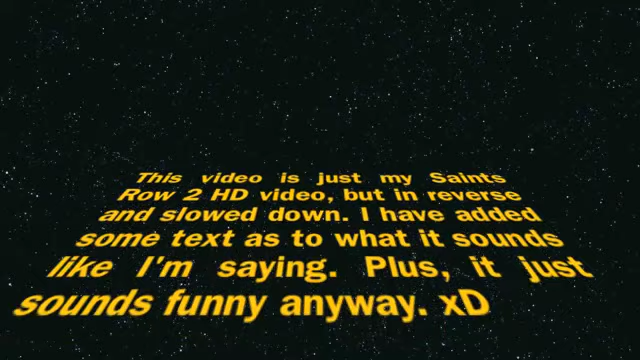 This video is just my Saints
Row 2 HD video, but in reverse
and slowed down. I have added
some text as to what it sounds
like I'm saying. Plus, it just
sounds funny anyway. xD